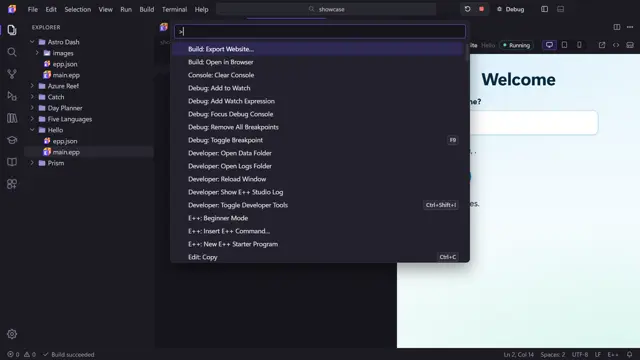 File Edit Selection View Run Build Terminal Help
showcase
Debug
EXPLORER
Astro Dash
images
epp.json
main.epp
Azure Reef
Catch
Day Planner
Five Languages
Hello
epp.json
main.epp
Prism
>
Build: Export Website...
Build: Open in Browser
Console: Clear Console
Debug: Add to Watch
Debug: Add Watch Expression
Debug: Focus Debug Console
Debug: Remove All Breakpoints
Debug: Toggle Breakpoint F9
Developer: Open Data Folder
Developer: Open Logs Folder
Developer: Reload Window
Developer: Show E++ Studio Log
Developer: Toggle Developer Tools Ctrl+Shift+I
E++: Beginner Mode
E++: Insert E++ Command...
E++: New E++ Starter Program
Edit: Copy Ctrl+C
Hello Running
Welcome
me?
es.
0 0 Build succeeded
Ln 7, Col 14 Spaces: 2 UTF-8 LF E++